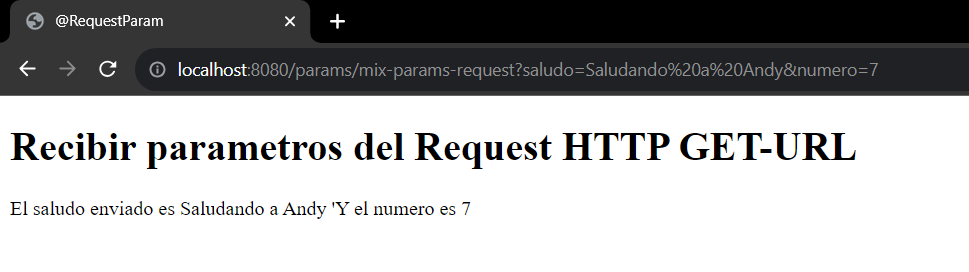 @RequestParam
localhost:8080/params/mix-params-request?saludo=Saludando%20a%20Andy&numero=7
Recibir parametros del Request HTTP GET-URL
El saludo enviado es Saludando a Andy 'Y el numero es 7